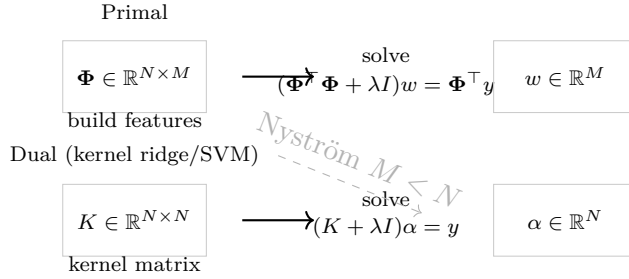 Primal
Φ ∈ ℝ^{N×M}
build features
solve
(Φ^⊤Φ + λI)w = Φ^⊤y
w ∈ ℝ^M
Dual (kernel ridge/SVM)
Nyström M < N
K ∈ ℝ^{N×N}
kernel matrix
solve
(K + λI)α = y
α ∈ ℝ^N